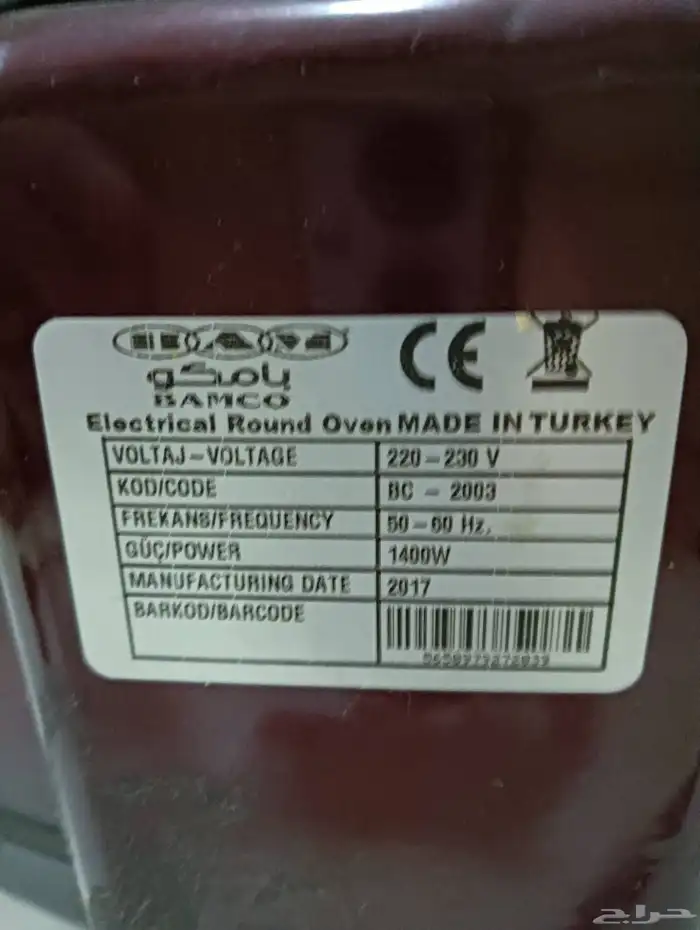 بامكو
BAMCO
CE
Electrical Round Oven MADE IN TURKEY
VOLTAJ-VOLTAGE 220-230 V
KOD/CODE BC - 2003
FREKANS/FREQUENCY 50-60 Hz.
GÜÇ/POWER 1400W
MANUFACTURING DATE 2017
BARKOD/BARCODE
حراج